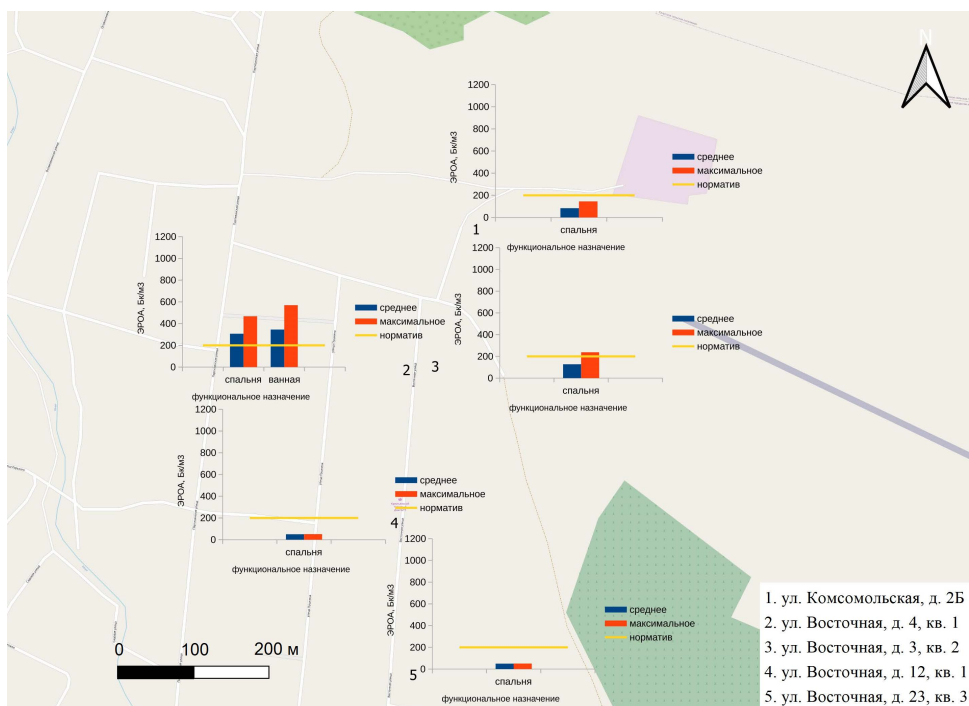 N
1200
1000
800
600
400
200
0
ЭРОА, Бк/м3
среднее
максимальное
норматив
спальня
функциональное назначение
1
1200
1000
800
600
400
200
0
ЭРОА, Бк/м3
среднее
максимальное
норматив
спальня ванная
функциональное назначение
2
1200
1000
800
600
400
200
0
ЭРОА, Бк/м3
среднее
максимальное
норматив
спальня
функциональное назначение
3
1200
1000
800
600
400
200
0
ЭРОА, Бк/м3
среднее
максимальное
норматив
спальня
функциональное назначение
4
1200
1000
800
600
400
200
0
ЭРОА, Бк/м3
среднее
максимальное
норматив
спальня
функциональное назначение
5
0 100 200 м
1. ул. Комсомольская, д. 2Б
2. ул. Восточная, д. 4, кв. 1
3. ул. Восточная, д. 3, кв. 2
4. ул. Восточная, д. 12, кв. 1
5. ул. Восточная, д. 23, кв. 3